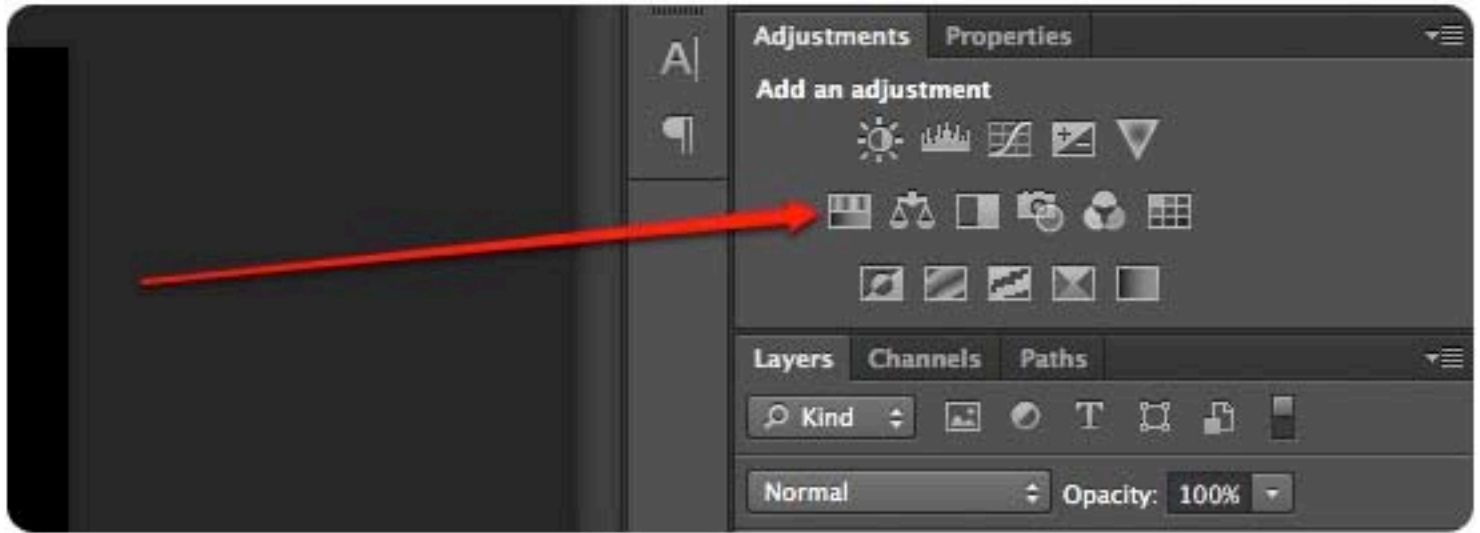 Adjustments Properties
Add an adjustment
A|
¶
Layers Channels Paths
Kind
T
Normal Opacity: 100%